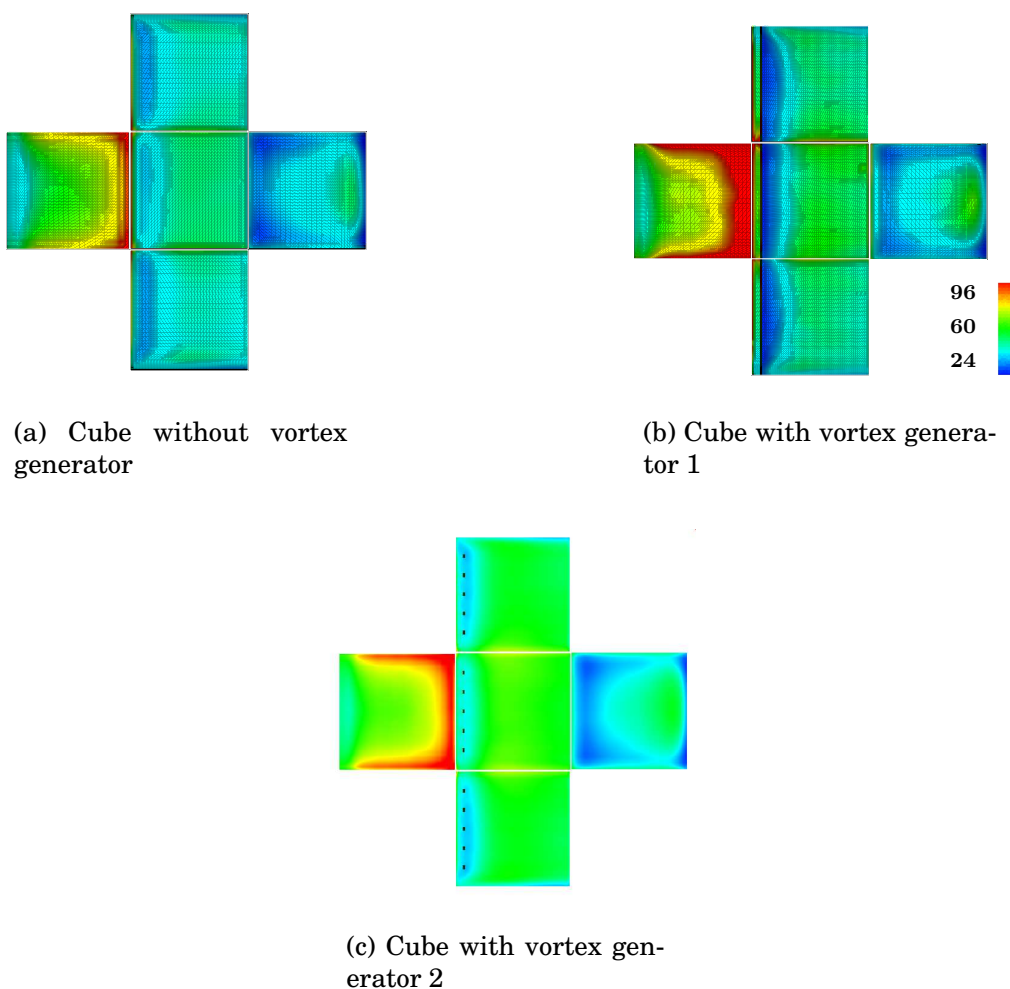 96
60
24
(a) Cube without vortex
generator
(b) Cube with vortex genera-
tor 1
(c) Cube with vortex gen-
erator 2